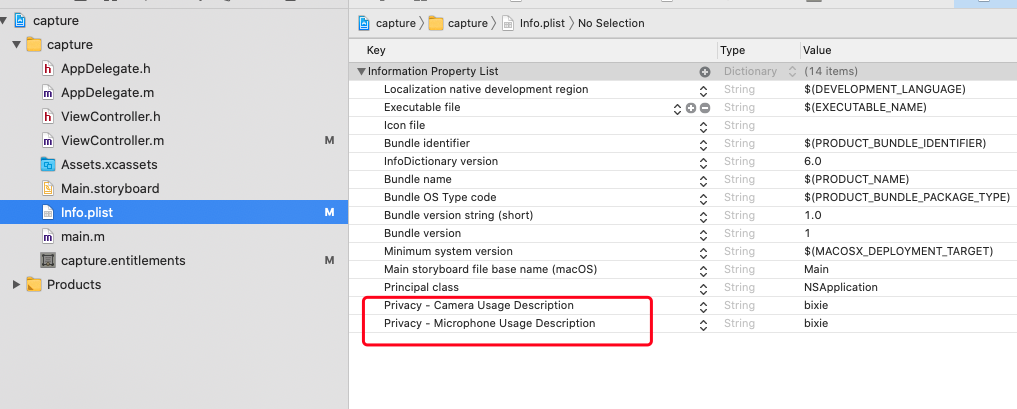 capture
capture
AppDelegate.h
AppDelegate.m
ViewController.h
ViewController.m M
Assets.xcassets
Main.storyboard
Info.plist M
main.m
capture.entitlements M
Products
capture capture Info.plist No Selection
Key Type Value
Information Property List Dictionary (14 items)
Localization native development region String $(DEVELOPMENT_LANGUAGE)
Executable file String $(EXECUTABLE_NAME)
Icon file String
Bundle identifier String $(PRODUCT_BUNDLE_IDENTIFIER)
InfoDictionary version String 6.0
Bundle name String $(PRODUCT_NAME)
Bundle OS Type code String $(PRODUCT_BUNDLE_PACKAGE_TYPE)
Bundle version string (short) String 1.0
Bundle version String 1
Minimum system version String $(MACOSX_DEPLOYMENT_TARGET)
Main storyboard file base name (macOS) String Main
Principal class String NSApplication
Privacy - Camera Usage Description String bixie
Privacy - Microphone Usage Description String bixie